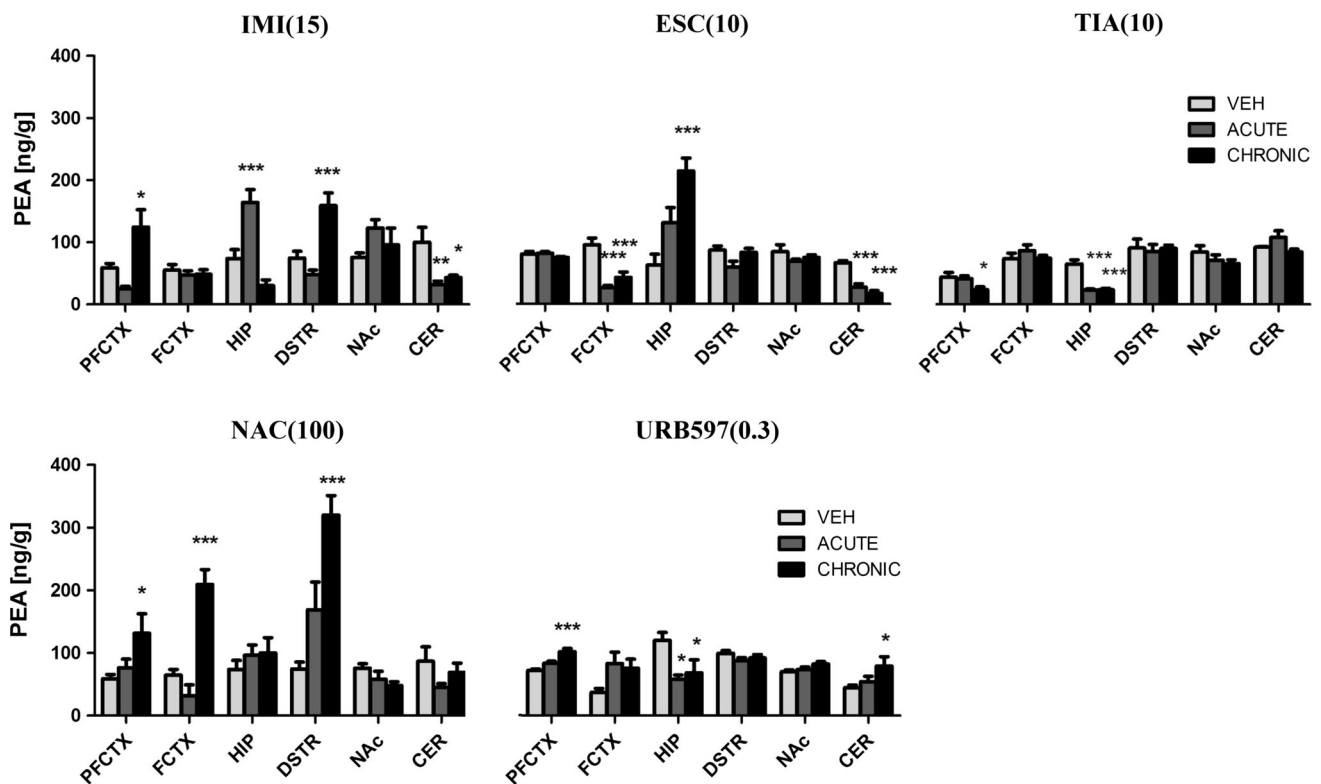 IMI(15)
ESC(10)
TIA(10)
PEA [ng/g]
400
300
200
100
0
* *** *** ** *
*** *** *** *** ***
* *** ***
VEH
ACUTE
CHRONIC
PFCTX FCTX HIP DSTR NAc CER
PFCTX FCTX HIP DSTR NAc CER
PFCTX FCTX HIP DSTR NAc CER
NAC(100)
URB597(0.3)
PEA [ng/g]
400
300
200
100
0
* *** ***
*** * * *
VEH
ACUTE
CHRONIC
PFCTX FCTX HIP DSTR NAc CER
PFCTX FCTX HIP DSTR NAc CER